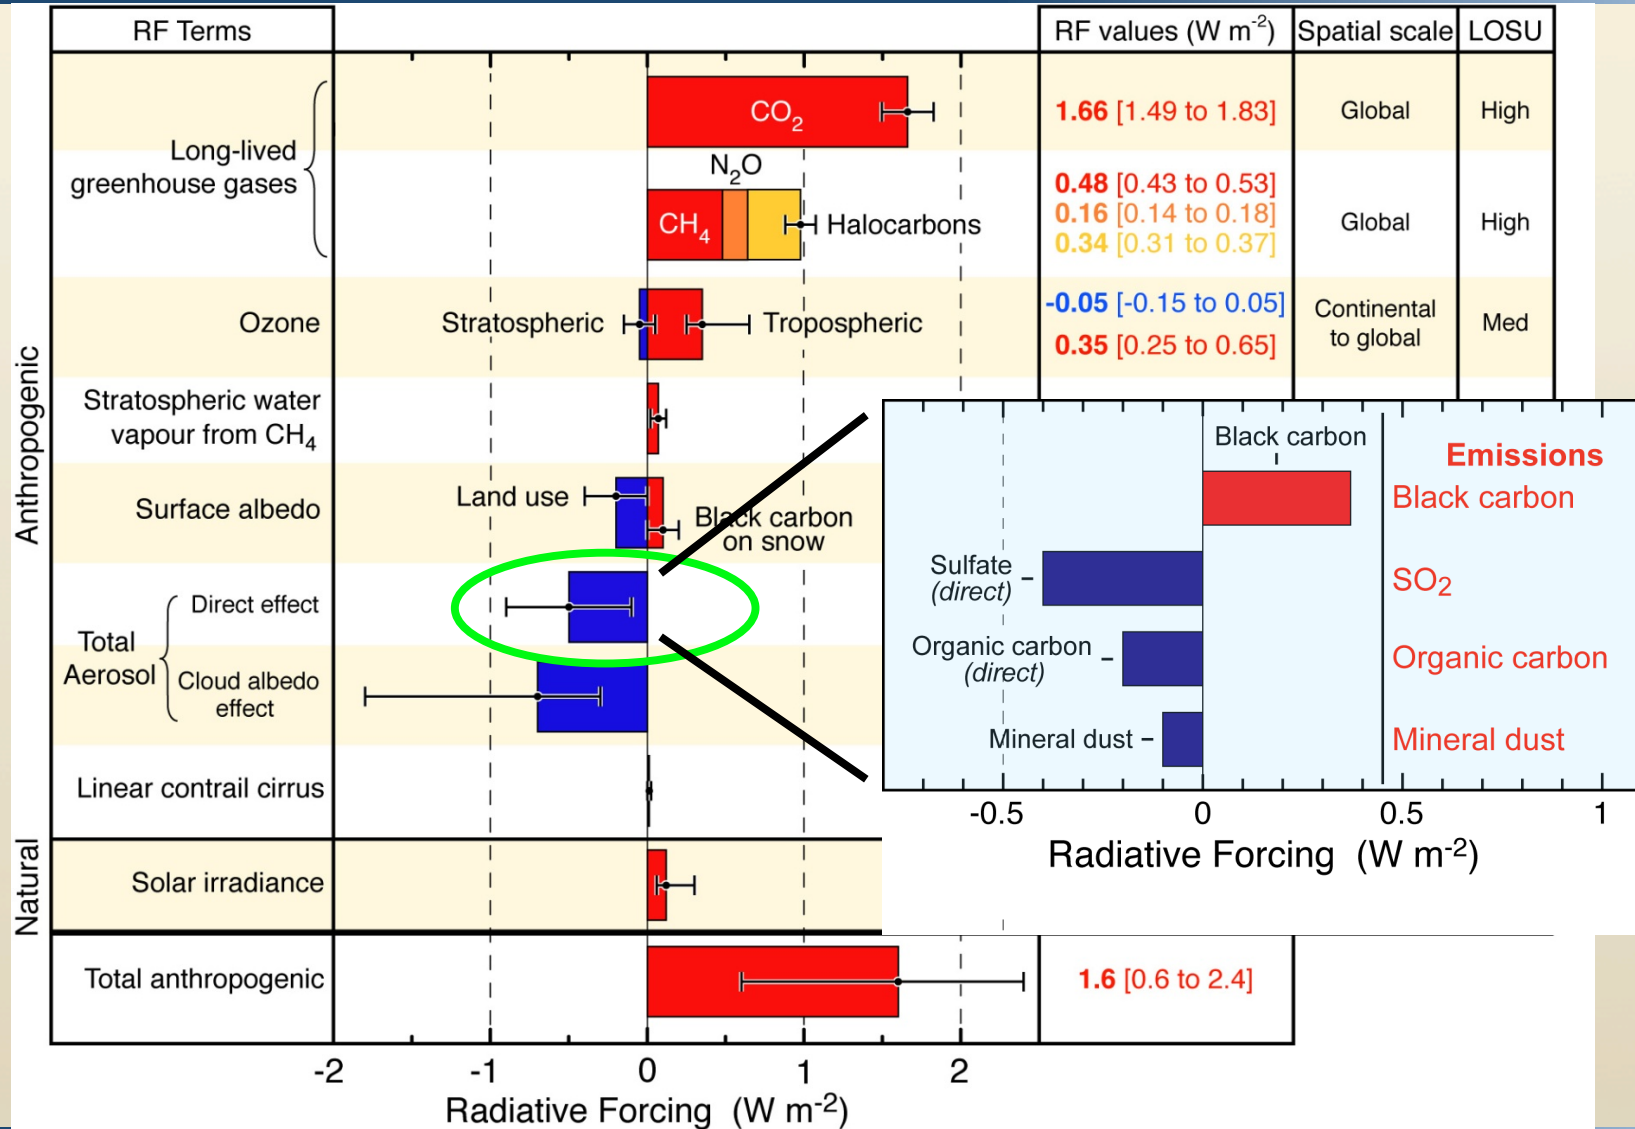 RF Terms
RF values (W m-2)
Spatial scale
LOSU
Anthropogenic
Long-lived
greenhouse gases
CO2
1.66 [1.49 to 1.83]
Global
High
N2O
CH4
Halocarbons
0.48 [0.43 to 0.53]
0.16 [0.14 to 0.18]
0.34 [0.31 to 0.37]
Global
High
Ozone
Stratospheric
Tropospheric
-0.05 [-0.15 to 0.05]
0.35 [0.25 to 0.65]
Continental
to global
Med
Stratospheric water
vapour from CH4
Surface albedo
Land use
Black carbon
on snow
Total
Aerosol
Direct effect
Cloud albedo
effect
Linear contrail cirrus
Natural
Solar irradiance
Total anthropogenic
1.6 [0.6 to 2.4]
-2
-1
0
1
2
Radiative Forcing (W m-2)
Black carbon
Emissions
Black carbon
Sulfate
(direct)
SO2
Organic carbon
(direct)
Organic carbon
Mineral dust
Mineral dust
-0.5
0
0.5
1
Radiative Forcing (W m-2)